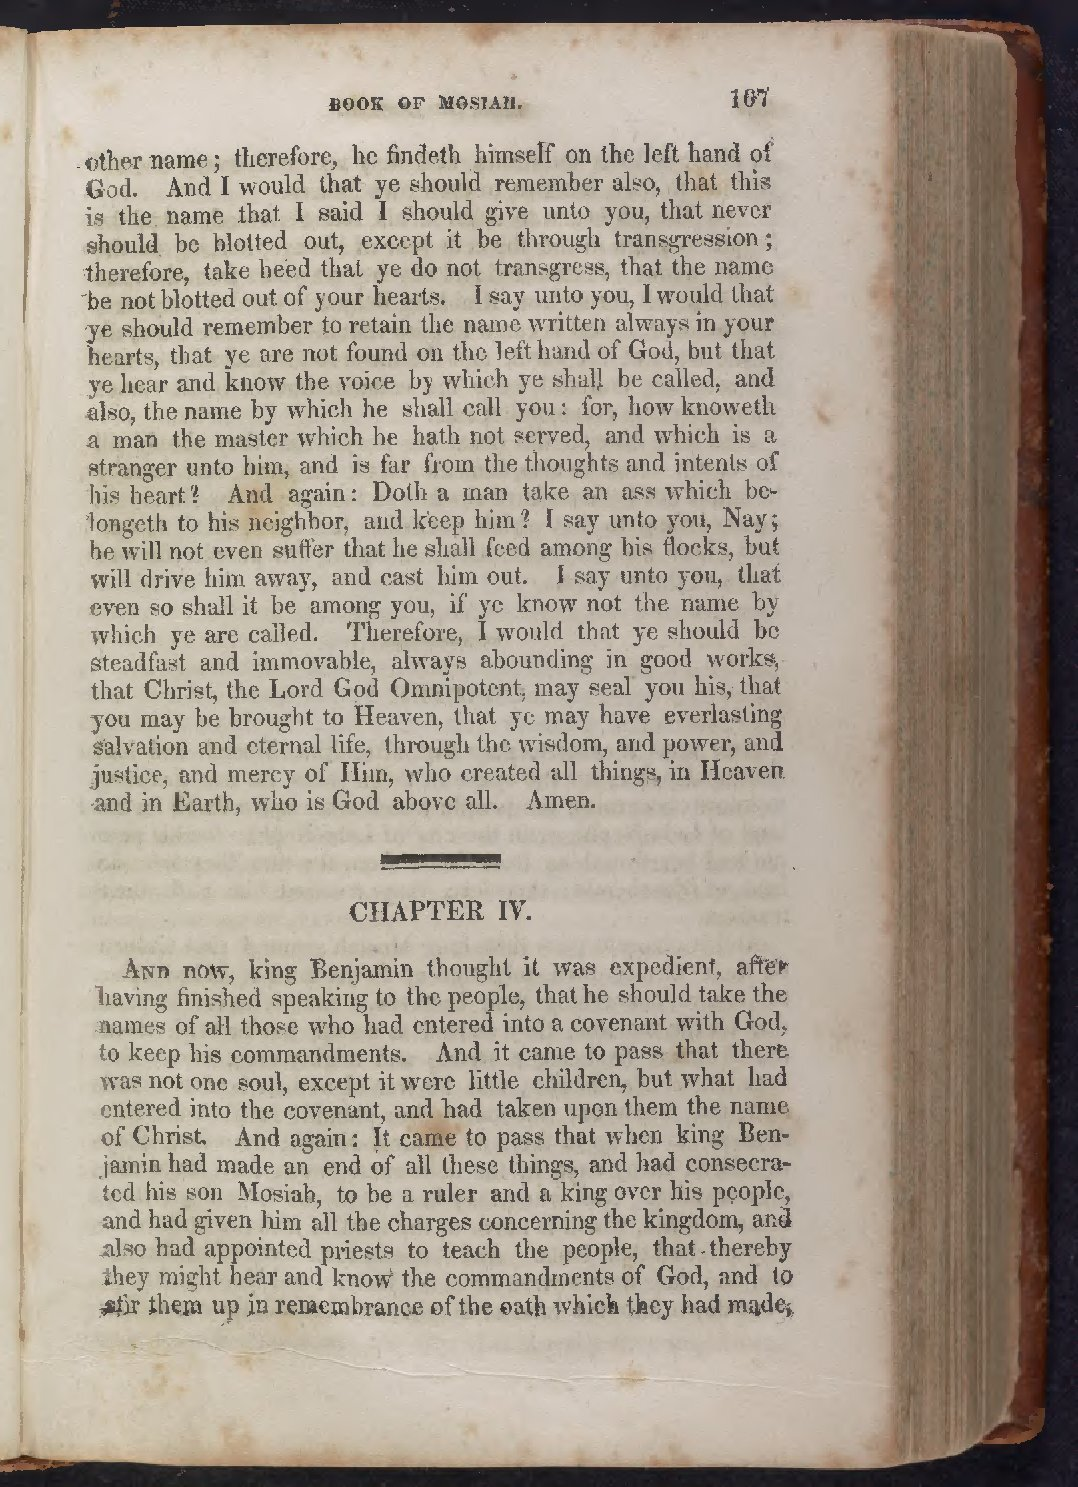 BOOK OF MOSIAH. 167
other name; therefore, he findeth himself on the left hand of
God. And I would that ye should remember also, that this
is the name that I said I should give unto you, that never
should be blotted out, except it be through transgression;
therefore, take heed that ye do not transgress, that the name
be not blotted out of your hearts. I say unto you, I would that
ye should remember to retain the name written always in your
hearts, that ye are not found on the left hand of God, but that
ye hear and know the voice by which ye shall be called, and
also, the name by which he shall call you: for, how knoweth
a man the master which he hath not served, and which is a
stranger unto him, and is far from the thoughts and intents of
his heart? And again: Doth a man take an ass which be-
longeth to his neighbor, and keep him? I say unto you, Nay;
he will not even suffer that he shall feed among his flocks, but
will drive him away, and cast him out. I say unto you, that
even so shall it be among you, if ye know not the name by
which ye are called. Therefore, I would that ye should be
steadfast and immovable, always abounding in good works,
that Christ, the Lord God Omnipotent, may seal you his, that
you may be brought to Heaven, that ye may have everlasting
salvation and eternal life, through the wisdom, and power, and
justice, and mercy of Him, who created all things, in Heaven
and in Earth, who is God above all. Amen.
CHAPTER IV.
AND now, king Benjamin thought it was expedient, after
having finished speaking to the people, that he should take the
names of all those who had entered into a covenant with God,
to keep his commandments. And it came to pass that there
was not one soul, except it were little children, but what had
entered into the covenant, and had taken upon them the name
of Christ. And again: It came to pass that when king Ben-
jamin had made an end of all these things, and had consecra-
ted his son Mosiah, to be a ruler and a king over his people,
and had given him all the charges concerning the kingdom, and
also had appointed priests to teach the people, that thereby
they might hear and know the commandments of God, and to
stir them up in remembrance of the oath which they had made,